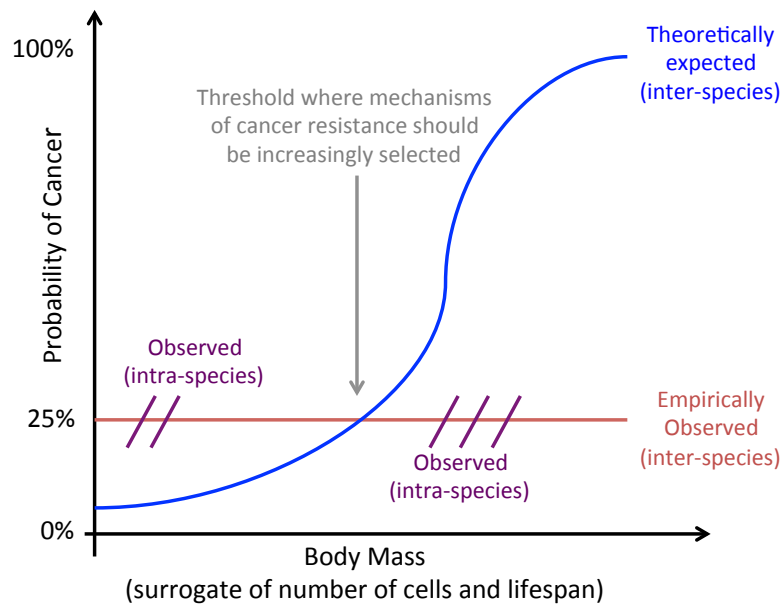 100%
Theoretically
expected
(inter-species)
Threshold where mechanisms
of cancer resistance should
be increasingly selected
Probability of Cancer
Observed
(intra-species)
25%
Empirically
Observed
(inter-species)
Observed
(intra-species)
0%
Body Mass
(surrogate of number of cells and lifespan)